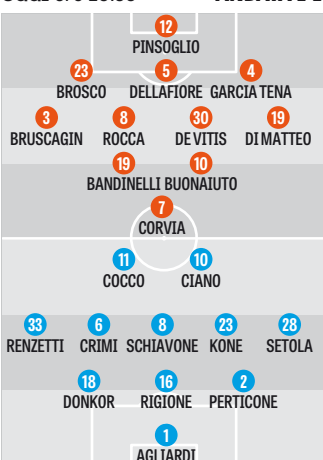 12
PINSOGLIO
23 5 4
BROSCO DELLAFIORE GARCIA TENA
3 8 30 19
BRUSCAGIN ROCCA DE VITIS DI MATTEO
19 10
BANDINELLI BUONAIUTO
7
CORVIA
11 10
COCCO CIANO
33 6 8 23 28
RENZETTI CRIMI SCHIAVONE KONE SETOLA
18 16 2
DONKOR RIGIONE PERTICONE
1
AGLIARDI